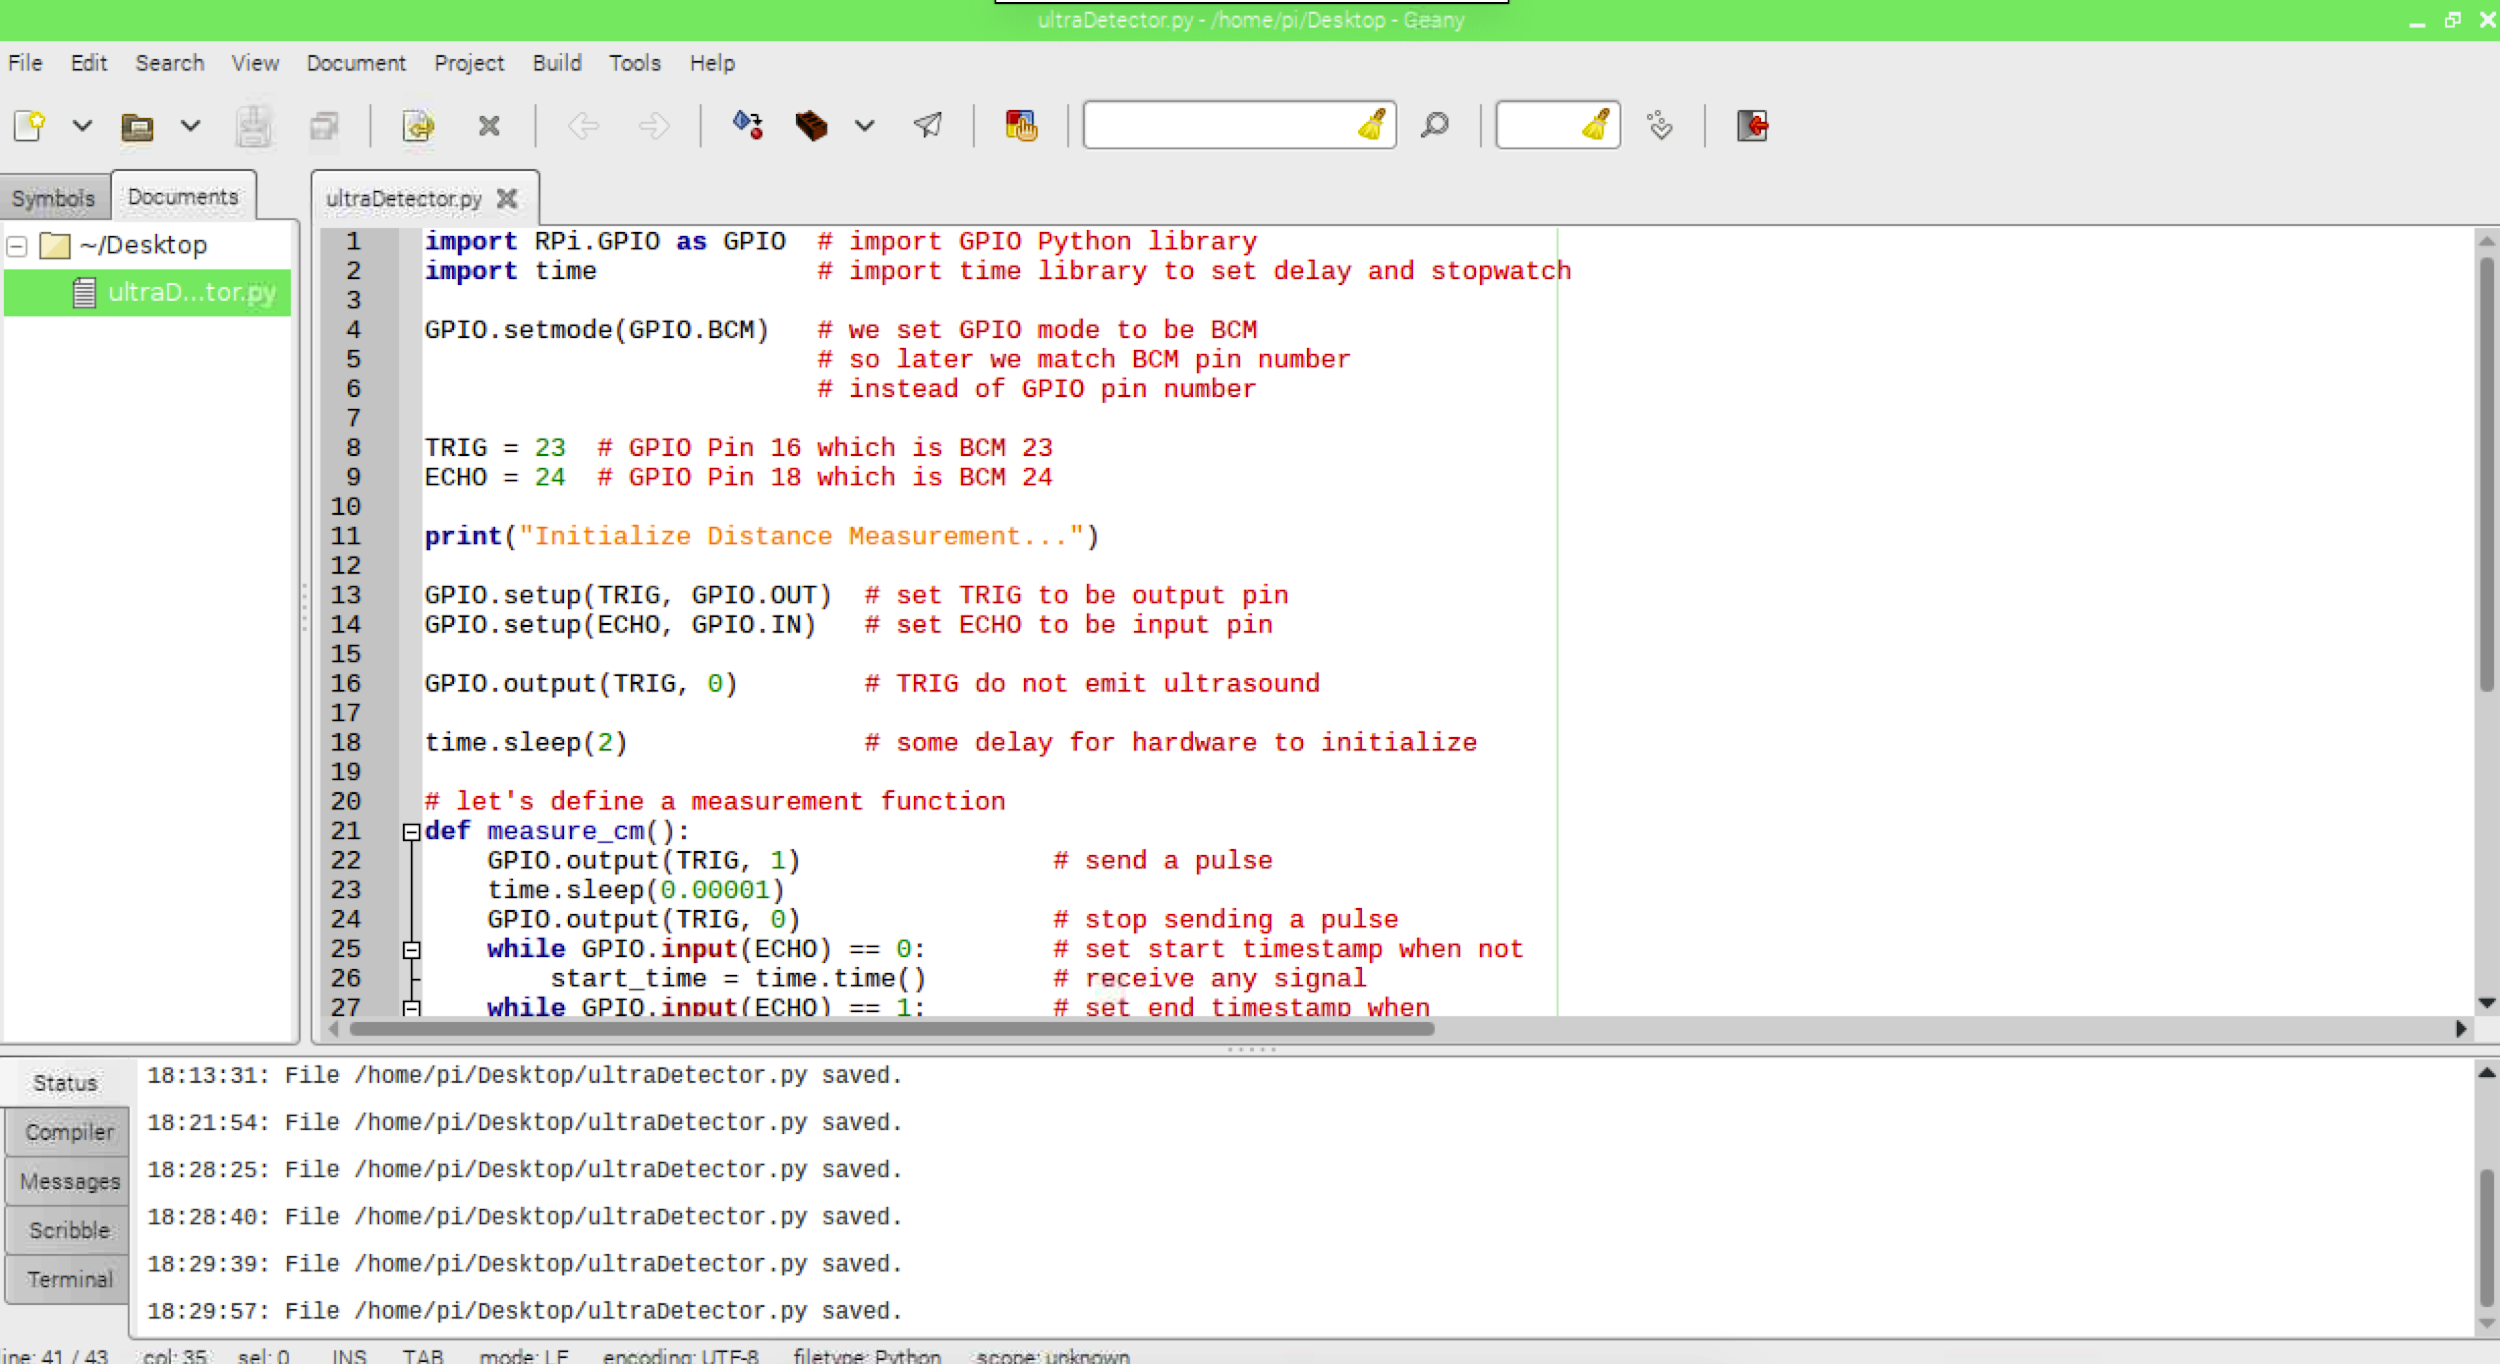 ultraDetector.py - /home/pi/Desktop - Geany
File Edit Search View Document Project Build Tools Help
Symbols Documents ultraDetector.py
~/Desktop
ultraD...tor.py
1 import RPi.GPIO as GPIO  # import GPIO Python library
2 import time              # import time library to set delay and stopwatch
3
4 GPIO.setmode(GPIO.BCM)   # we set GPIO mode to be BCM
5                          # so later we match BCM pin number
6                          # instead of GPIO pin number
7
8 TRIG = 23  # GPIO Pin 16 which is BCM 23
9 ECHO = 24  # GPIO Pin 18 which is BCM 24
10
11 print("Initialize Distance Measurement...")
12
13 GPIO.setup(TRIG, GPIO.OUT)  # set TRIG to be output pin
14 GPIO.setup(ECHO, GPIO.IN)   # set ECHO to be input pin
15
16 GPIO.output(TRIG, 0)        # TRIG do not emit ultrasound
17
18 time.sleep(2)               # some delay for hardware to initialize
19
20 # let's define a measurement function
21 def measure_cm():
22     GPIO.output(TRIG, 1)                # send a pulse
23     time.sleep(0.00001)
24     GPIO.output(TRIG, 0)                # stop sending a pulse
25     while GPIO.input(ECHO) == 0:        # set start timestamp when not
26         start_time = time.time()        # receive any signal
27     while GPIO.input(ECHO) == 1:        # set end timestamp when
Status
Compiler
Messages
Scribble
Terminal
18:13:31: File /home/pi/Desktop/ultraDetector.py saved.
18:21:54: File /home/pi/Desktop/ultraDetector.py saved.
18:28:25: File /home/pi/Desktop/ultraDetector.py saved.
18:28:40: File /home/pi/Desktop/ultraDetector.py saved.
18:29:39: File /home/pi/Desktop/ultraDetector.py saved.
18:29:57: File /home/pi/Desktop/ultraDetector.py saved.
line: 41 / 43 col: 35 sel: 0 INS TAB mode: LF encoding: UTF-8 filetype: Python scope: unknown